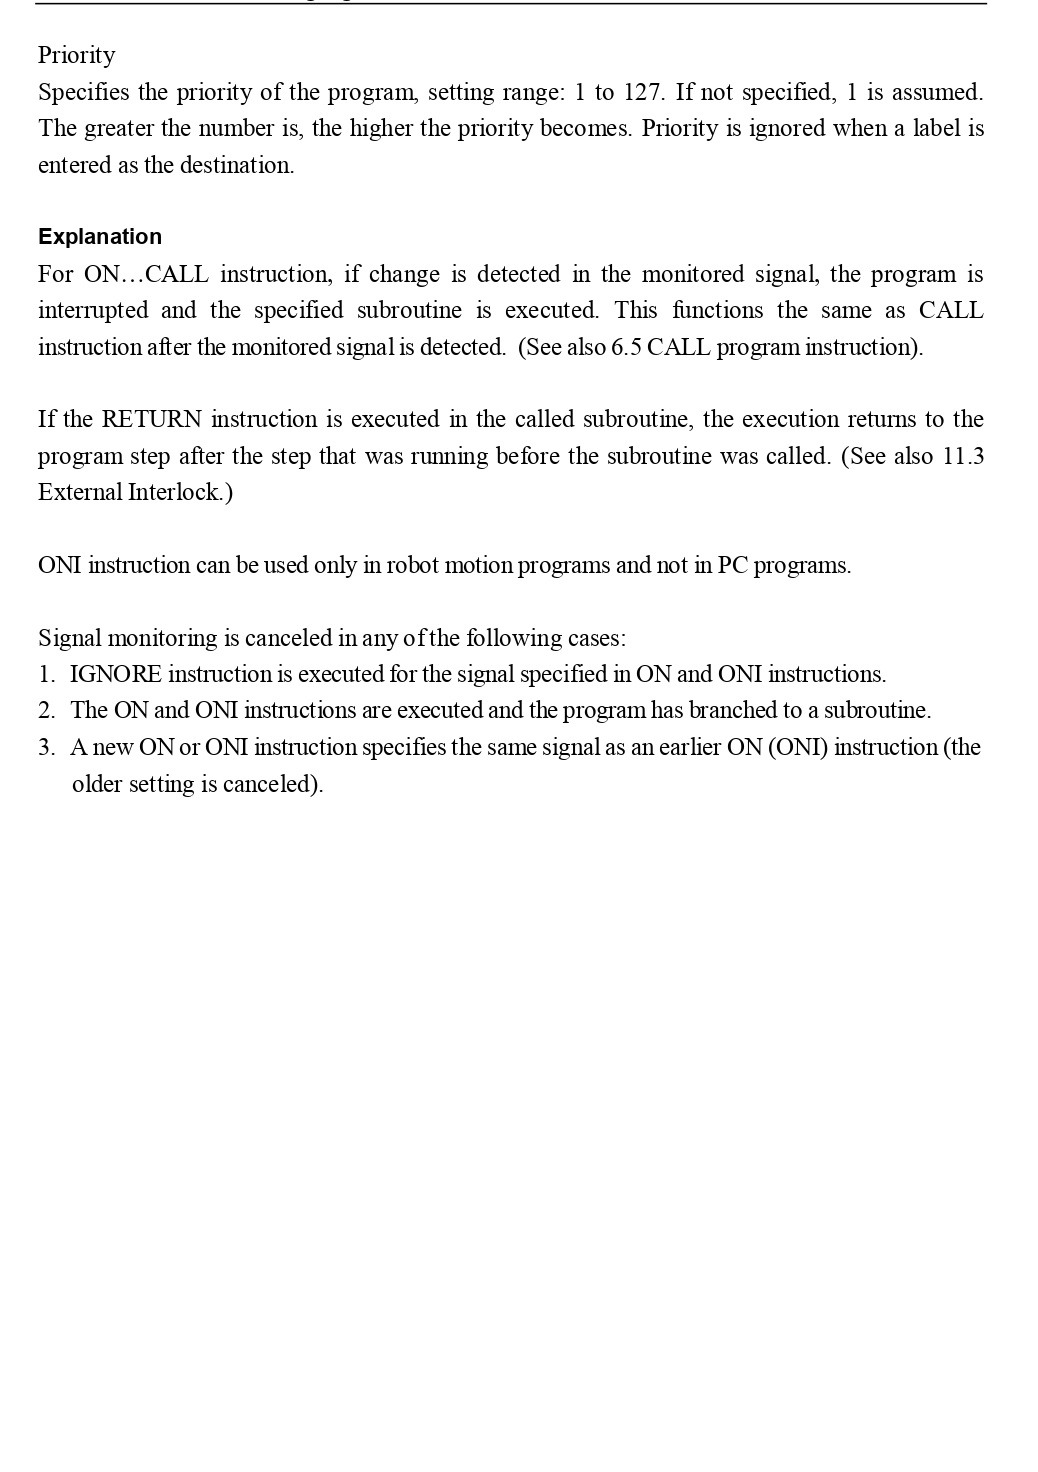 Priority
Specifies the priority of the program, setting range: 1 to 127. If not specified, 1 is assumed.
The greater the number is, the higher the priority becomes. Priority is ignored when a label is
entered as the destination.
Explanation
For ON…CALL instruction, if change is detected in the monitored signal, the program is
interrupted and the specified subroutine is executed. This functions the same as CALL
instruction after the monitored signal is detected. (See also 6.5 CALL program instruction).
If the RETURN instruction is executed in the called subroutine, the execution returns to the
program step after the step that was running before the subroutine was called. (See also 11.3
External Interlock.)
ONI instruction can be used only in robot motion programs and not in PC programs.
Signal monitoring is canceled in any of the following cases:
1. IGNORE instruction is executed for the signal specified in ON and ONI instructions.
2. The ON and ONI instructions are executed and the program has branched to a subroutine.
3. A new ON or ONI instruction specifies the same signal as an earlier ON (ONI) instruction (the
older setting is canceled).